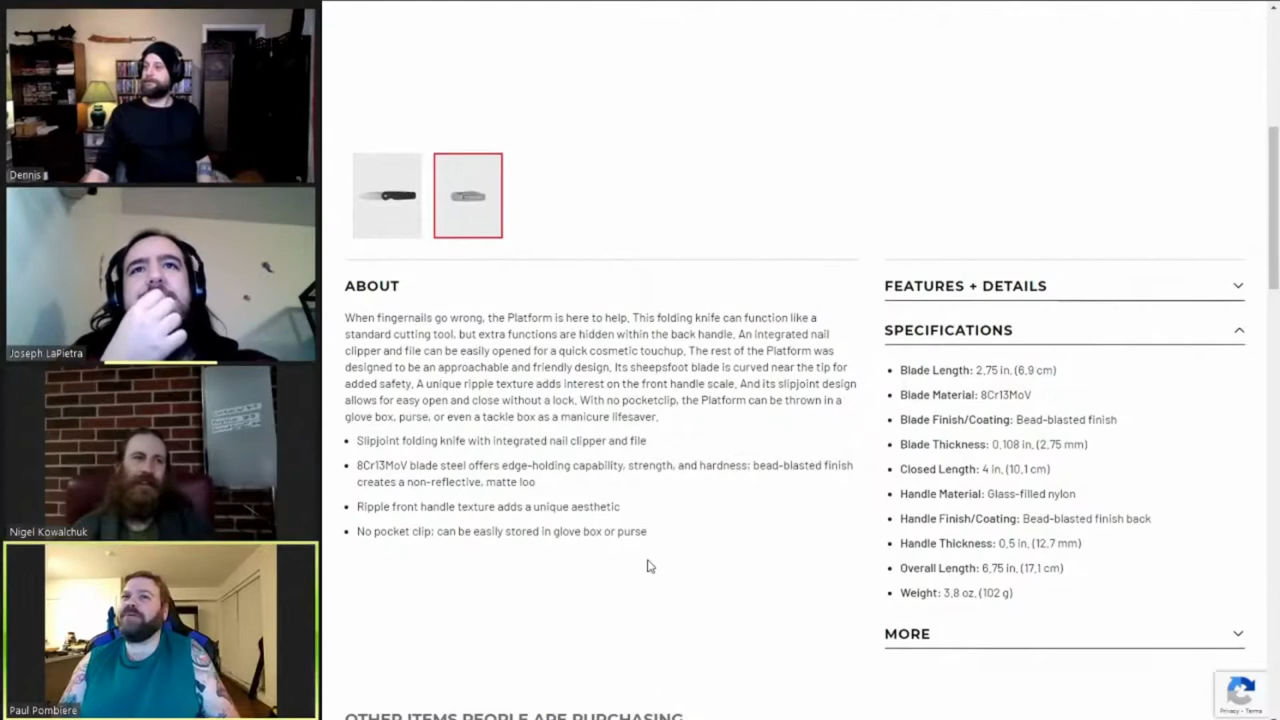 Dennis
Joseph LaPietra
Nigel Kowalchuk
Paul Pombiere
ABOUT
When fingernails go wrong, the Platform is here to help. This folding knife can function like a
standard cutting tool, but extra functions are hidden within the back handle. An integrated nail
clipper and file can be easily opened for a quick cosmetic touchup. The rest of the Platform was
designed to be an approachable and friendly design. Its sheepsfoot blade is curved near the tip for
added safety. A unique ripple texture adds interest on the front handle scale. And its slipjoint design
allows for easy open and close without a lock. With no pocketclip, the Platform can be thrown in a
glove box, purse, or even a tackle box as a manicure lifesaver.
• Slipjoint folding knife with integrated nail clipper and file
• 8Cr13MoV blade steel offers edge-holding capability, strength, and hardness; bead-blasted finish
creates a non-reflective, matte loo
• Ripple front handle texture adds a unique aesthetic
• No pocket clip; can be easily stored in glove box or purse
FEATURES + DETAILS
SPECIFICATIONS
• Blade Length: 2.75 in. (6.9 cm)
• Blade Material: 8Cr13MoV
• Blade Finish/Coating: Bead-blasted finish
• Blade Thickness: 0.108 in. (2.75 mm)
• Closed Length: 4 in. (10.1 cm)
• Handle Material: Glass-filled nylon
• Handle Finish/Coating: Bead-blasted finish back
• Handle Thickness: 0.5 in. (12.7 mm)
• Overall Length: 6.75 in. (17.1 cm)
• Weight: 3.8 oz. (102 g)
MORE
Privacy - Terms
OTHER ITEMS PEOPLE ARE PURCHASING